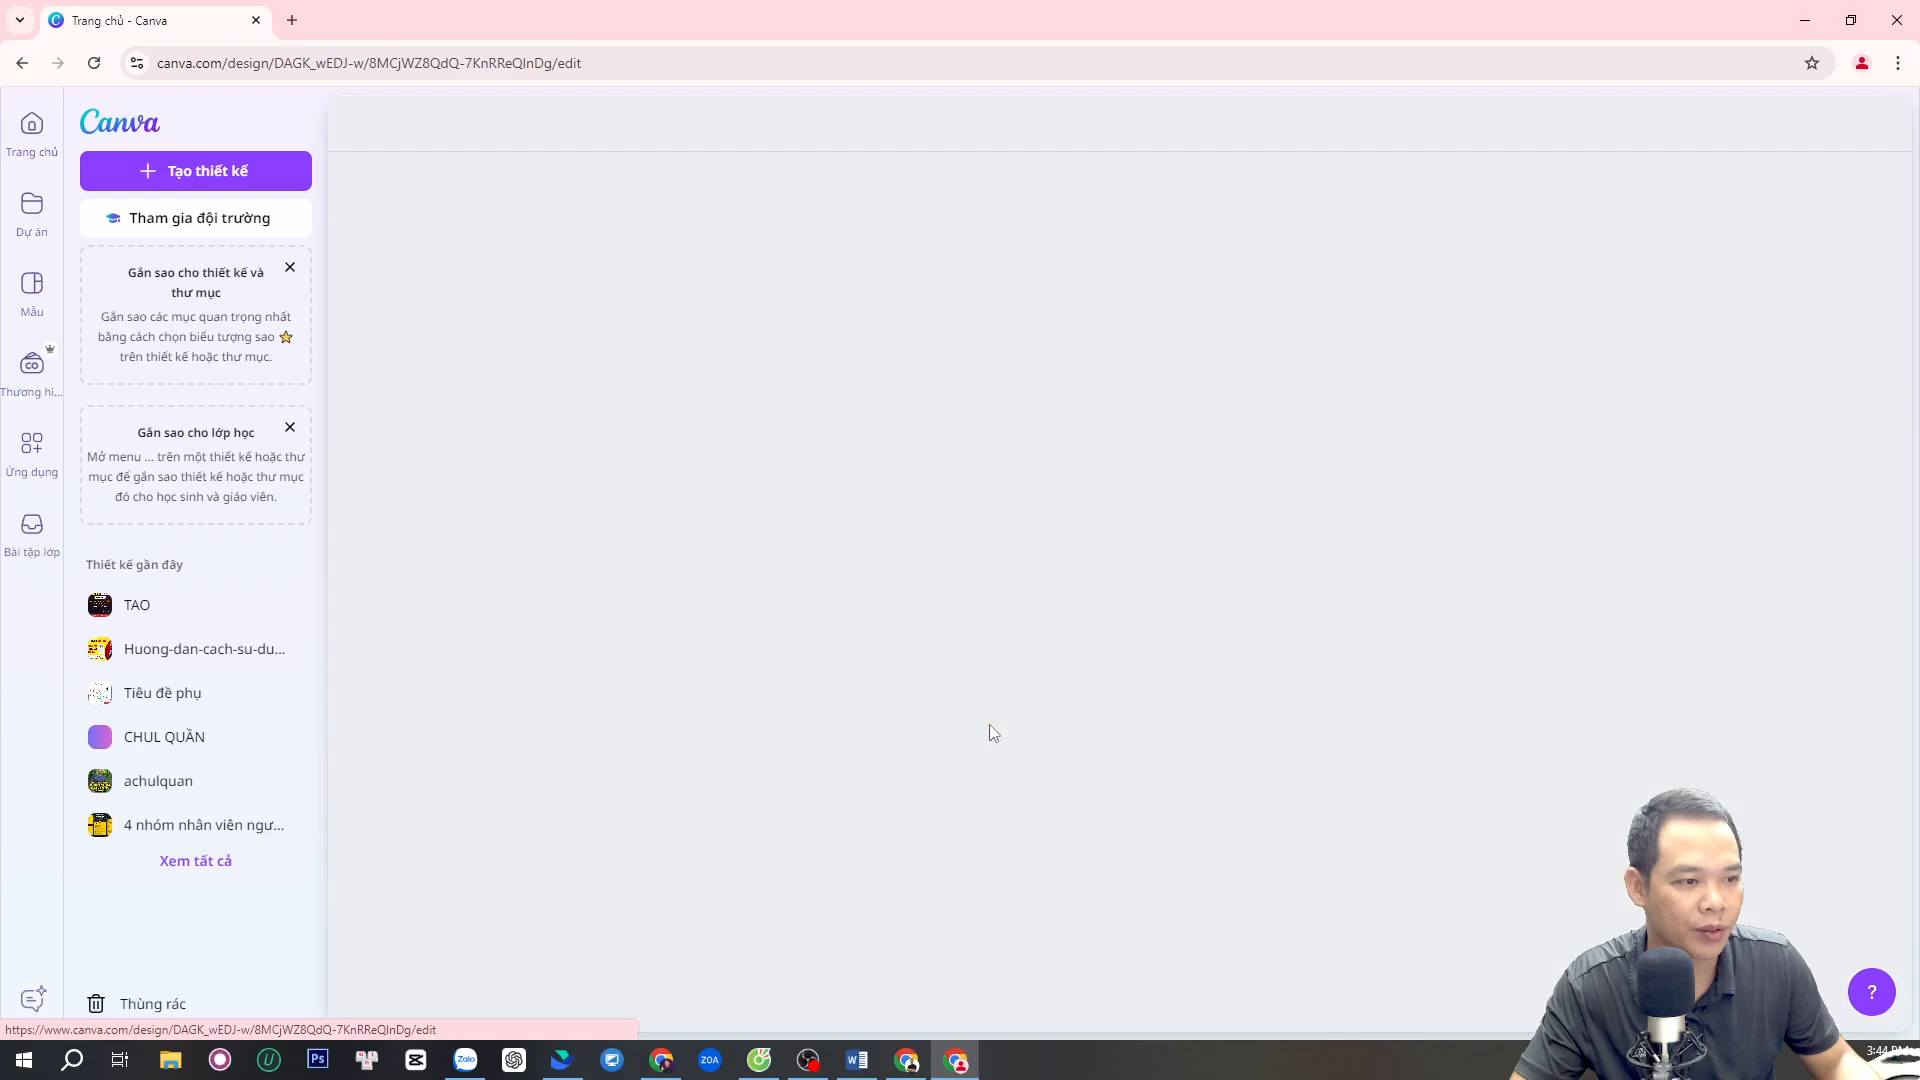 Trang chủ - Canva
canva.com/design/DAGK_wEDJ-w/8MCjWZ8QdQ-7KnRReQlnDg/edit
Trang chủ
Dự án
Mẫu
Thương hi...
Ứng dụng
Bài tập lớp
Canva
Tạo thiết kế
Tham gia đội trường
Gắn sao cho thiết kế và
thư mục
Gắn sao các mục quan trọng nhất
bằng cách chọn biểu tượng sao
trên thiết kế hoặc thư mục.
Gắn sao cho lớp học
Mở menu ... trên một thiết kế hoặc thư
mục để gắn sao thiết kế hoặc thư mục
đó cho học sinh và giáo viên.
Thiết kế gần đây
TAO
Huong-dan-cach-su-du...
Tiêu đề phụ
CHUL QUẦN
achulquan
4 nhóm nhân viên ngư...
Xem tất cả
Thùng rác
?
https://www.canva.com/design/DAGK_wEDJ-w/8MCjWZ8QdQ-7KnRReQlnDg/edit
Ps
Zalo
ZOA
3:44 PM